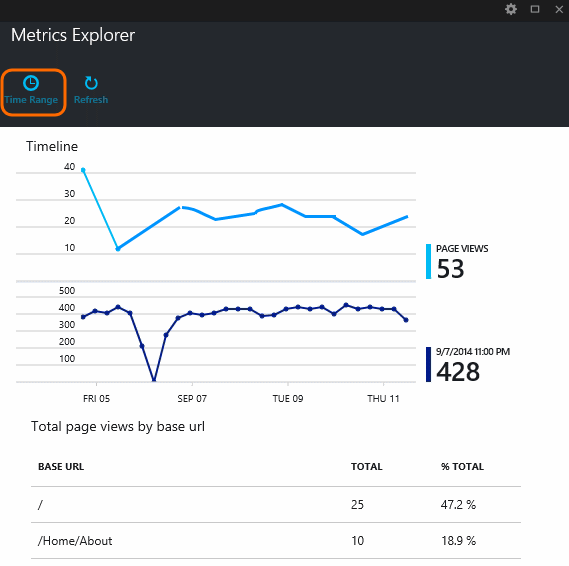 Metrics Explorer
Time Range Refresh
Timeline
40
30
20
10
PAGE VIEWS
53
500
400
300
200
100
9/7/2014 11:00 PM
428
FRI 05 SEP 07 TUE 09 THU 11
Total page views by base url
BASE URL TOTAL % TOTAL
/ 25 47.2 %
/Home/About 10 18.9 %